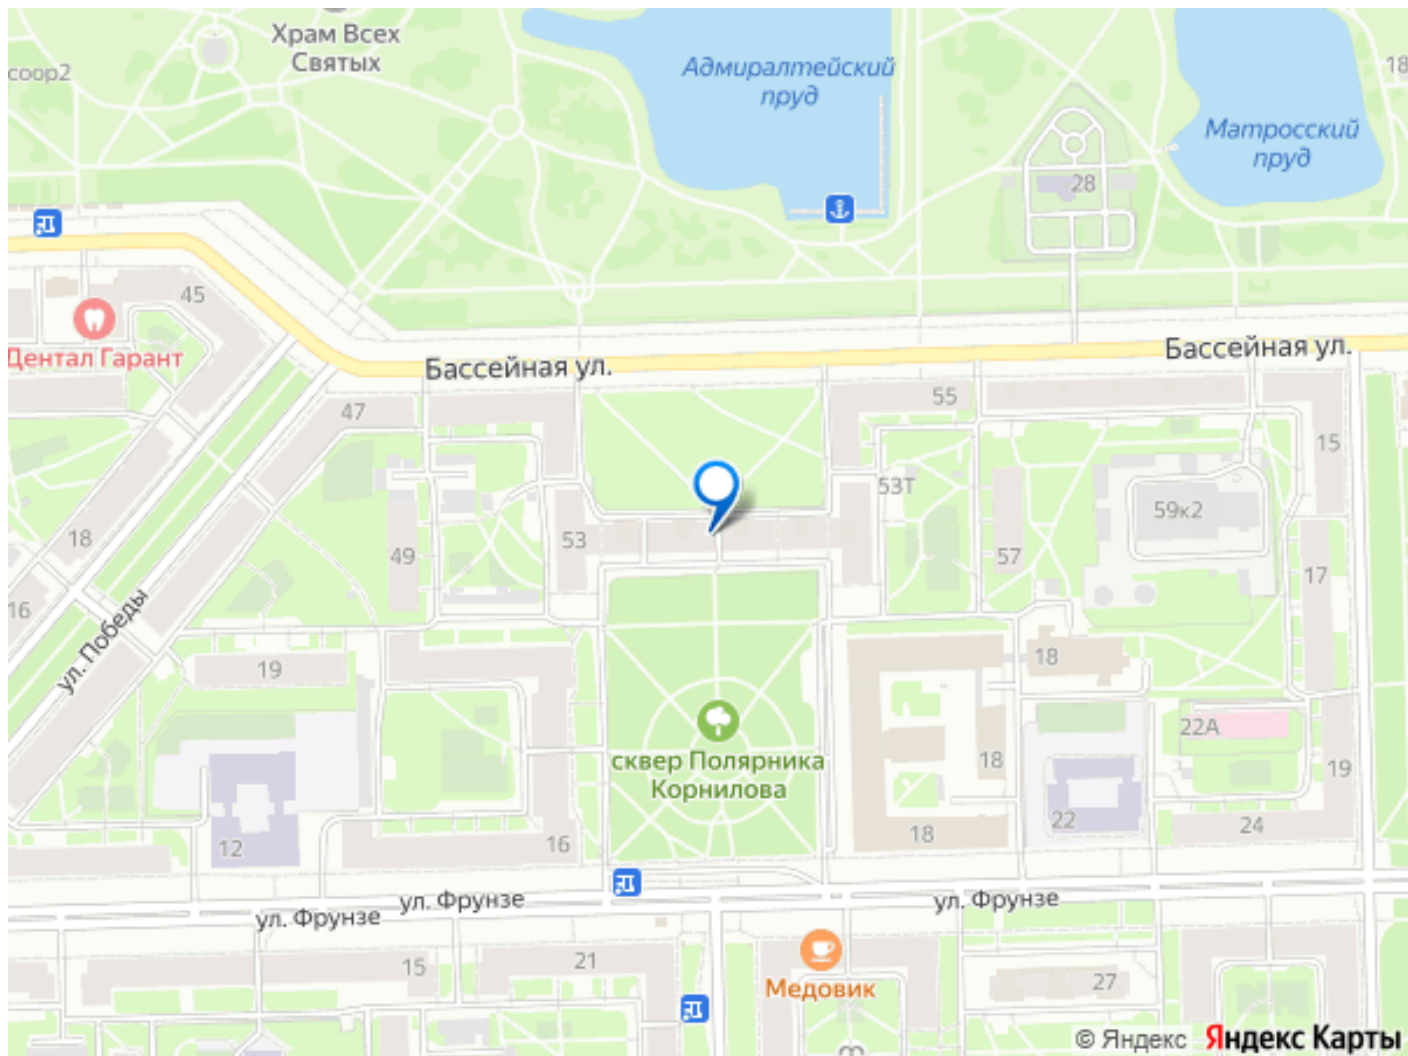 Храм Всех
Святых
соор2
Адмиралтейский
пруд
18
Матросский
пруд
28
45
Дентал Гарант
Бассейная ул.
Бассейная ул.
47
55
15
53Т
59к2
18
53
49
57
17
16
ул. Победы
19
18
сквер Полярника
Корнилова
22А
18
19
12
16
18
22
24
ул. Фрунзе
ул. Фрунзе
ул. Фрунзе
15
21
Медовик
27
© Яндекс Яндекс Карты